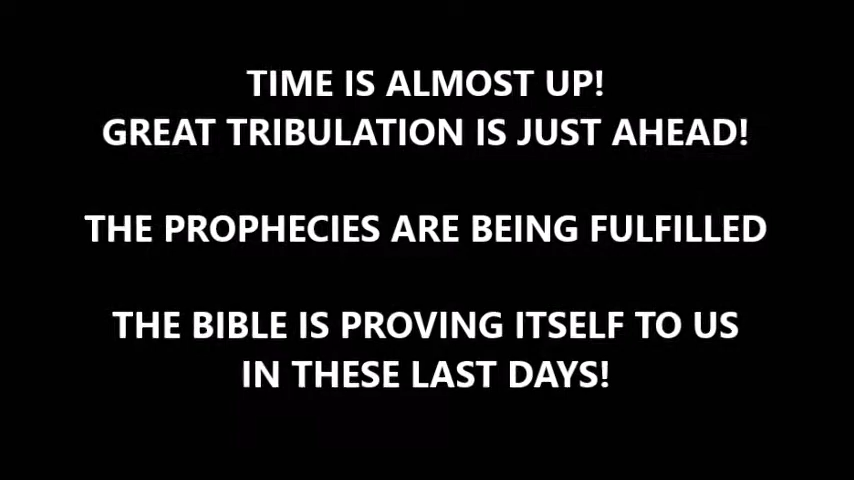 TIME IS ALMOST UP!
GREAT TRIBULATION IS JUST AHEAD!
THE PROPHECIES ARE BEING FULFILLED
THE BIBLE IS PROVING ITSELF TO US
IN THESE LAST DAYS!